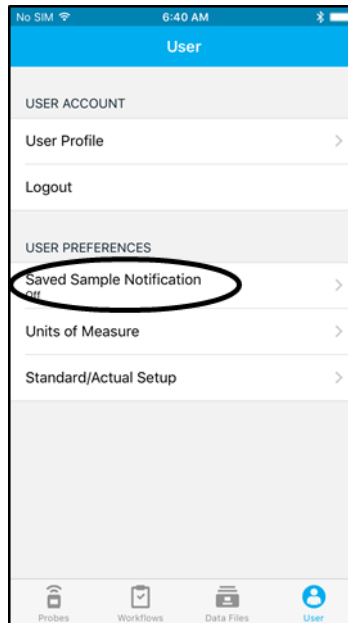 No SIM 6:40 AM
User
USER ACCOUNT
User Profile
Logout
USER PREFERENCES
Saved Sample Notification
Off
Units of Measure
Standard/Actual Setup
Probes Workflows Data Files User